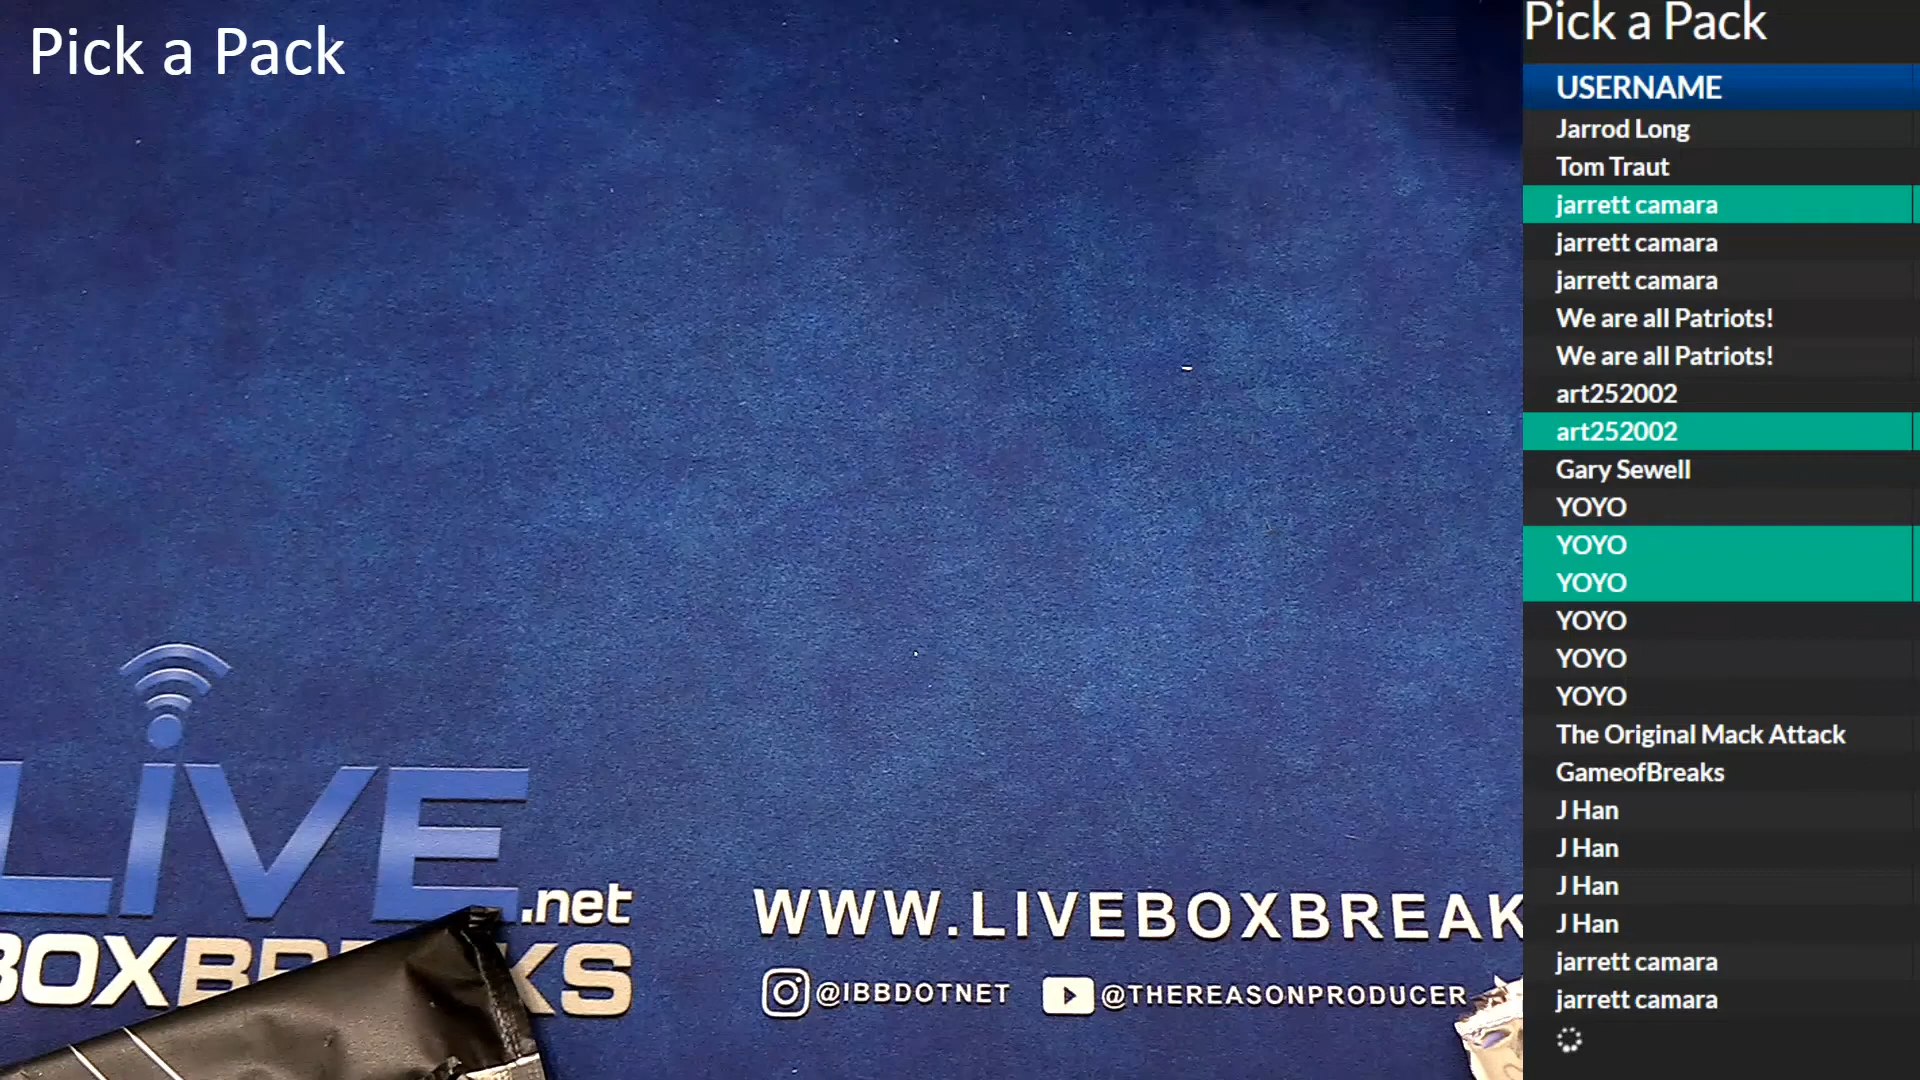 Pick a Pack
Pick a Pack
USERNAME
Jarrod Long
Tom Traut
jarrett camara
jarrett camara
jarrett camara
We are all Patriots!
We are all Patriots!
art252002
art252002
Gary Sewell
YOYO
YOYO
YOYO
YOYO
YOYO
YOYO
The Original Mack Attack
GameofBreaks
J Han
J Han
J Han
J Han
jarrett camara
jarrett camara
LIVE
.net
BOXBREAKS
WWW.LIVEBOXBREAK
@IBBDOTNET
@THEREASONPRODUCER